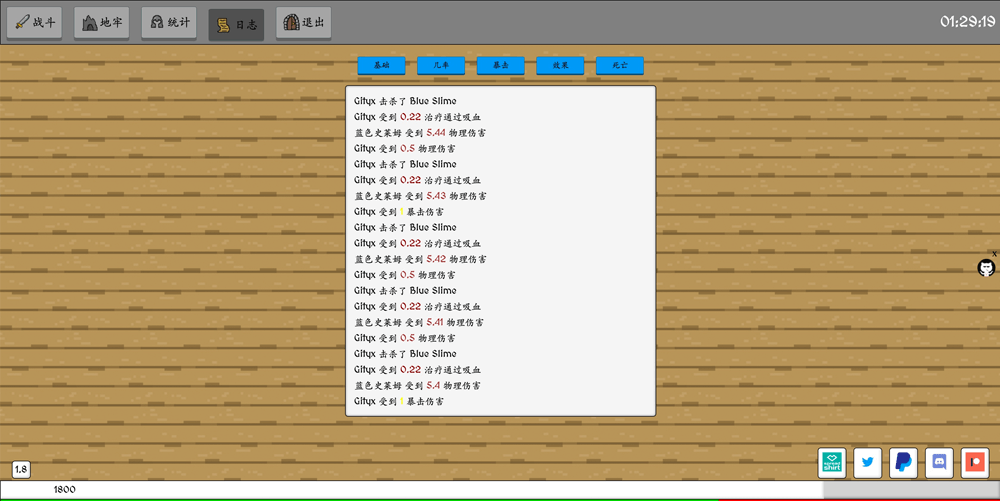 战斗 地牢 统计 日志 退出 01:29:19
基础 几率 暴击 效果 死亡
Gityx 击杀了 Blue Slime
Gityx 受到 0.22 治疗通过吸血
蓝色史莱姆 受到 5.44 物理伤害
Gityx 受到 0.5 物理伤害
Gityx 击杀了 Blue Slime
Gityx 受到 0.22 治疗通过吸血
蓝色史莱姆 受到 5.43 物理伤害
Gityx 受到 1 暴击伤害
Gityx 击杀了 Blue Slime
Gityx 受到 0.22 治疗通过吸血
蓝色史莱姆 受到 5.42 物理伤害
Gityx 受到 0.5 物理伤害
Gityx 击杀了 Blue Slime
Gityx 受到 0.22 治疗通过吸血
蓝色史莱姆 受到 5.41 物理伤害
Gityx 受到 0.5 物理伤害
Gityx 击杀了 Blue Slime
Gityx 受到 0.22 治疗通过吸血
蓝色史莱姆 受到 5.4 物理伤害
Gityx 受到 1 暴击伤害
x
1.8
1800